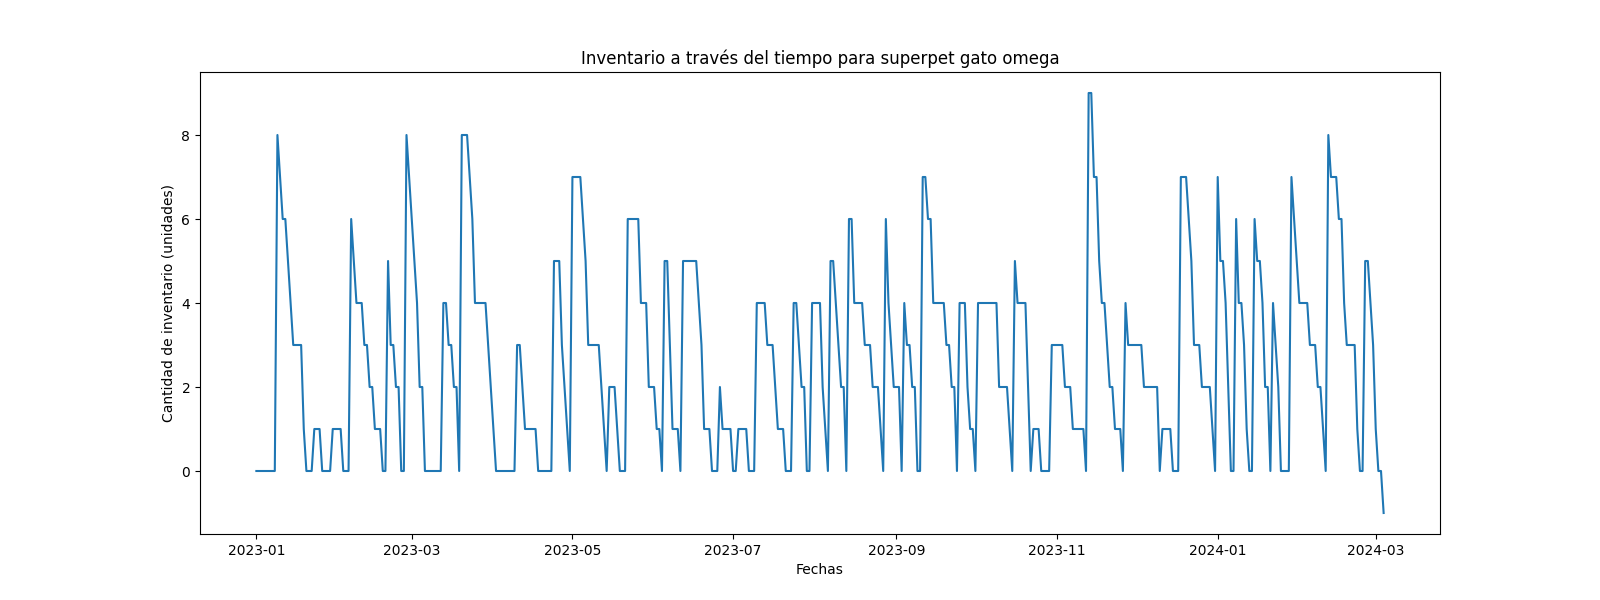 Inventario a través del tiempo para superpet gato omega
Cantidad de inventario (unidades)
8
6
4
2
0
2023-01 2023-03 2023-05 2023-07 2023-09 2023-11 2024-01 2024-03
Fechas